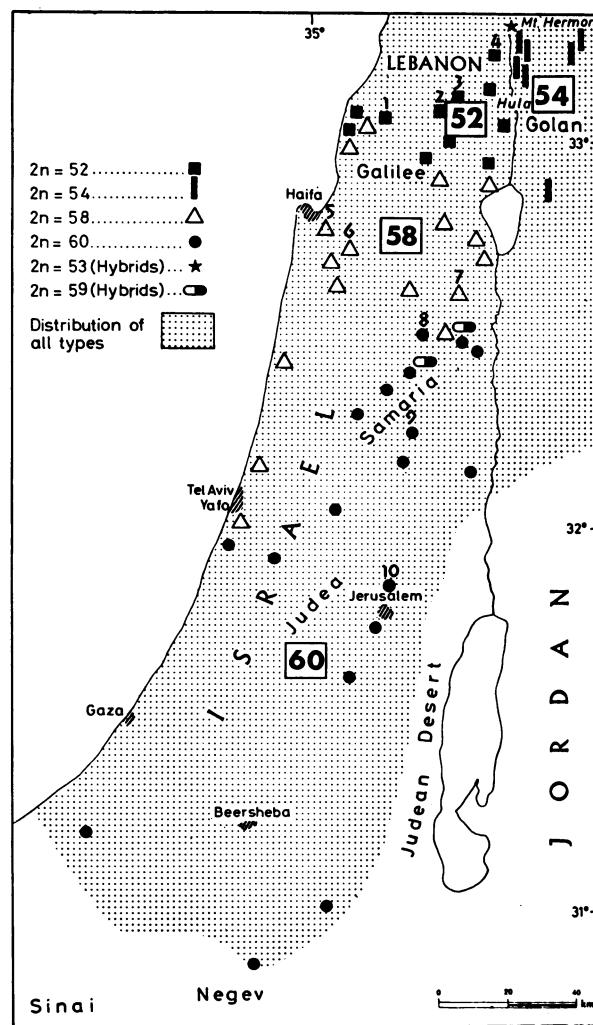 35°
Mt. Hermon
4
LEBANON
54
3
1
2
52
Hula
Golan
33°
Galilee
2n = 52
2n = 54
2n = 58
2n = 60
2n = 53 (Hybrids)
2n = 59 (Hybrids)
Distribution of
all types
Haifa
5
6
58
7
8
Samaria
9
ISRAEL
Tel Aviv
Yafo
32°
10
Jerusalem
Judea
60
Gaza
Judean Desert
JORDAN
Beersheba
31°
Negev
Sinai
0 20 40
km